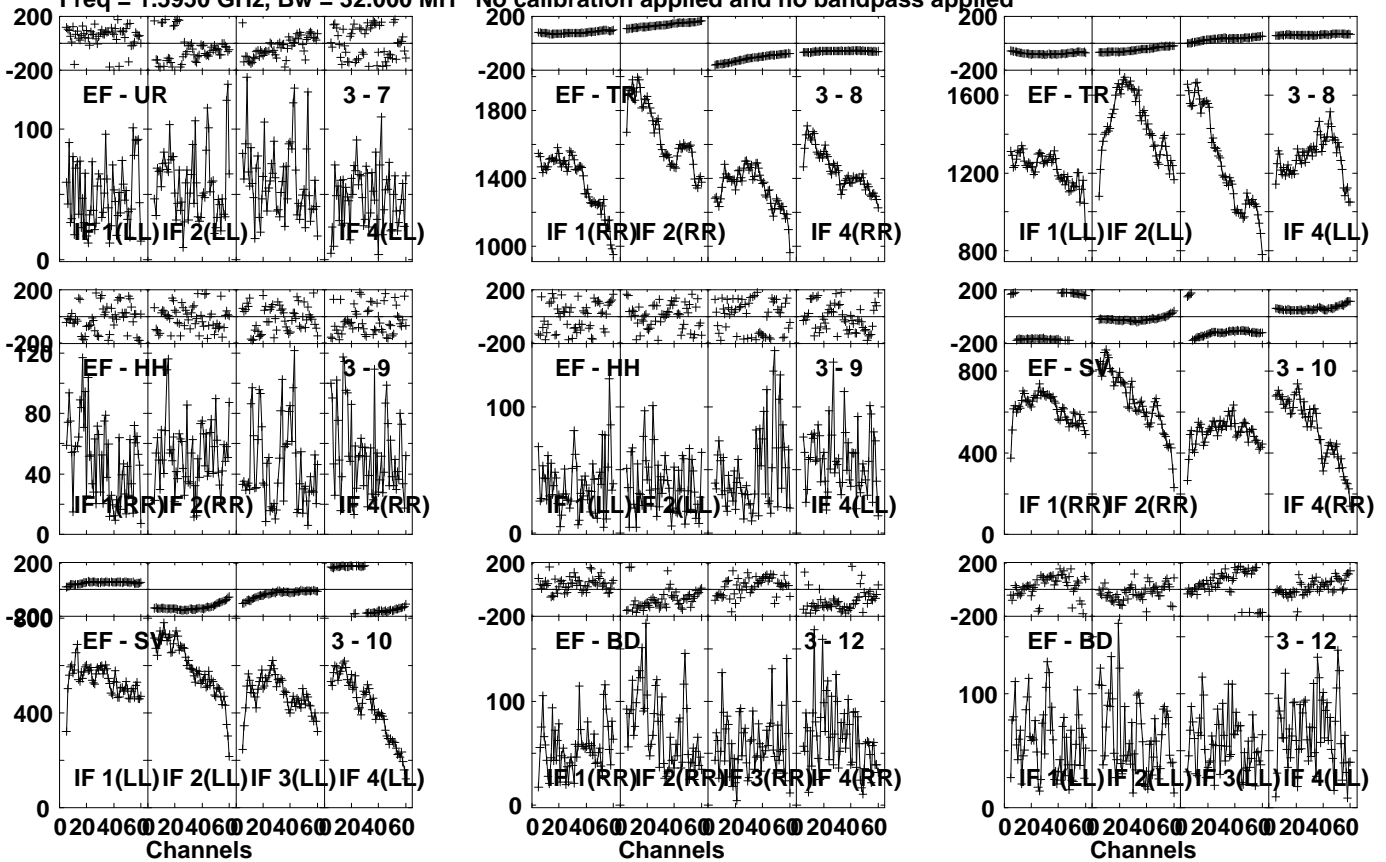 Freq = 1.5950 GHz, Bw = 32.000 MH No calibration applied and no bandpass applied
200
-200
EF - UR 3 - 7
100
0
IF 1(LL) IF 2(LL) IF 4(LL)
200
-200
EF - TR 3 - 8
1800
1400
1000
IF 1(RR) IF 2(RR) IF 4(RR)
200
-200
EF - TR 3 - 8
1600
1200
800
IF 1(LL) IF 2(LL) IF 4(LL)
200
-200
120
EF - HH 3 - 9
80
40
0
IF 1(RR) IF 2(RR) IF 4(RR)
200
-200
EF - HH 3 - 9
100
0
IF 1(LL) IF 2(LL) IF 4(LL)
200
-200
EF - SV 3 - 10
800
400
0
IF 1(RR) IF 2(RR) IF 4(RR)
200
-200
800
EF - SV 3 - 10
400
0
IF 1(LL) IF 2(LL) IF 3(LL) IF 4(LL)
0 20 40 60 0 20 40 60 0 20 40 60 0 20 40 60
Channels
200
-200
EF - BD 3 - 12
100
0
IF 1(RR) IF 2(RR) IF 3(RR) IF 4(RR)
0 20 40 60 0 20 40 60 0 20 40 60 0 20 40 60
Channels
200
-200
EF - BD 3 - 12
100
0
IF 1(LL) IF 2(LL) IF 3(LL) IF 4(LL)
0 20 40 60 0 20 40 60 0 20 40 60 0 20 40 60
Channels